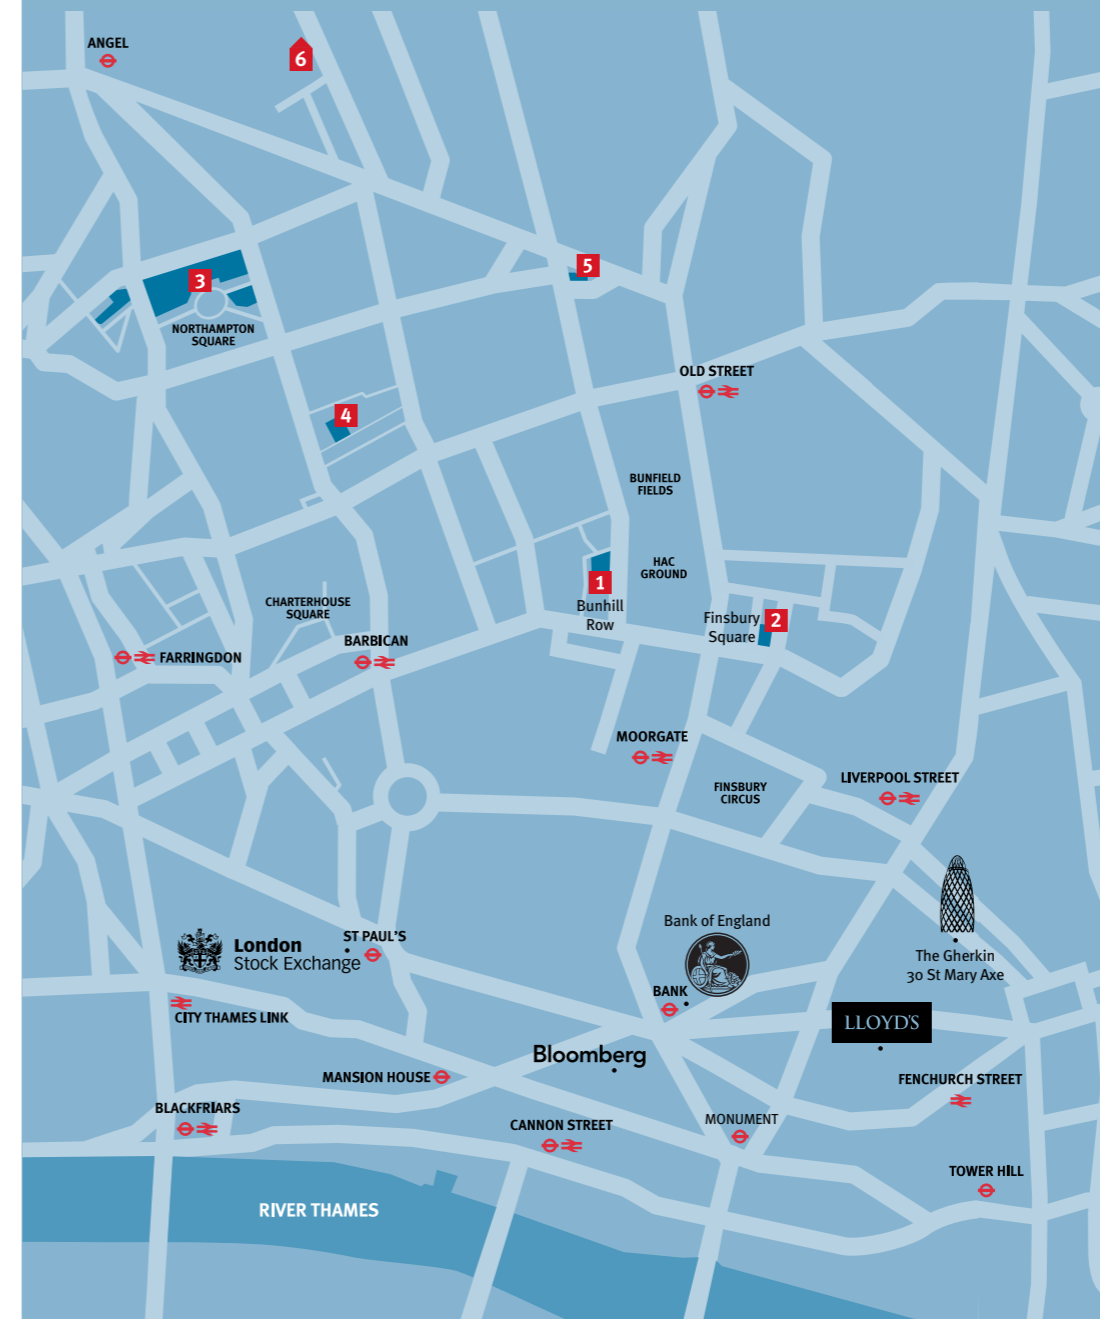 ANGEL
6
5
3
NORTHAMPTON
SQUARE
OLD STREET
4
BUNFIELD
FIELDS
HAC
GROUND
1
Bunhill
Row
CHARTERHOUSE
SQUARE
Finsbury
Square
2
BARBICAN
FARRINGDON
MOORGATE
LIVERPOOL STREET
FINSBURY
CIRCUS
Bank of England
London
Stock Exchange
ST PAUL'S
The Gherkin
30 St Mary Axe
BANK
CITY THAMES LINK
LLOYD'S
Bloomberg
MANSION HOUSE
FENCHURCH STREET
BLACKFRIARS
CANNON STREET
MONUMENT
TOWER HILL
RIVER THAMES